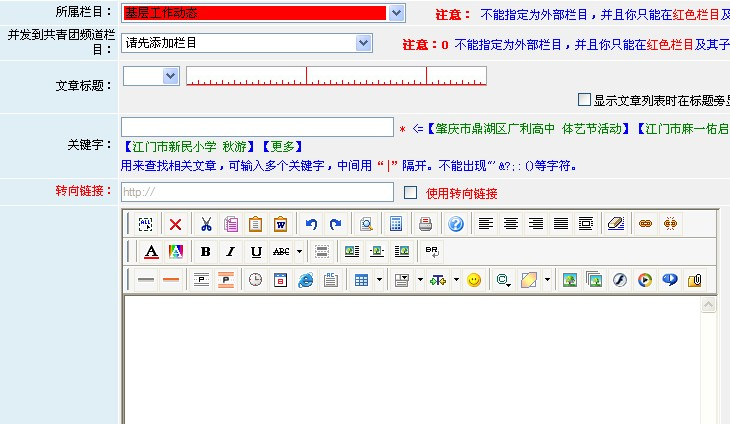 所属栏目： 基层工作动态 注意： 不能指定为外部栏目，并且你只能在红色栏目及
并发到共青团频道栏目： 请先添加栏目 注意：0 不能指定为外部栏目，并且你只能在红色栏目及其子
文章标题：
显示文章列表时在标题旁显
关键字： * <=【肇庆市鼎湖区广利高中 体艺节活动】【江门市麻一佑启
【江门市新民小学 秋游】【更多】
用来查找相关文章，可输入多个关键字，中间用“|”隔开。不能出现"'&?;:()等字符。
转向链接： http:// 使用转向链接
ALL W ?
A A B I U ABC BR
P P 8